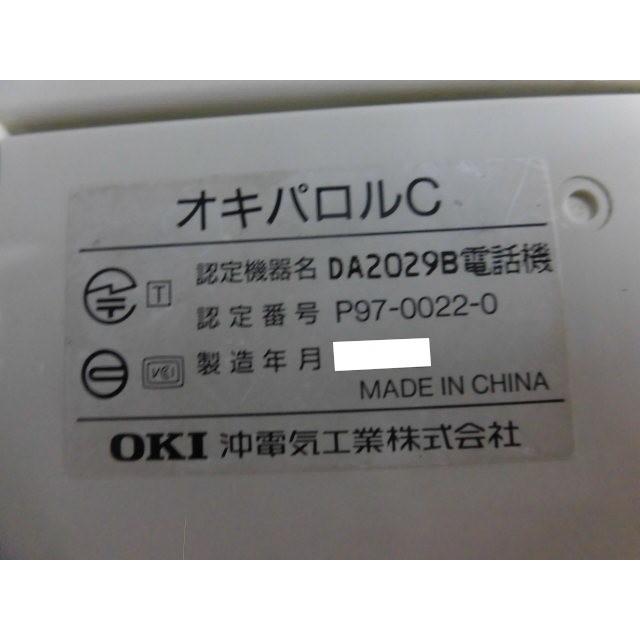 オキパロルC
認定機器名 DA2029B電話機
T 認定番号 P97-0022-0
VCI 製造年月
MADE IN CHINA
OKI 沖電気工業株式会社